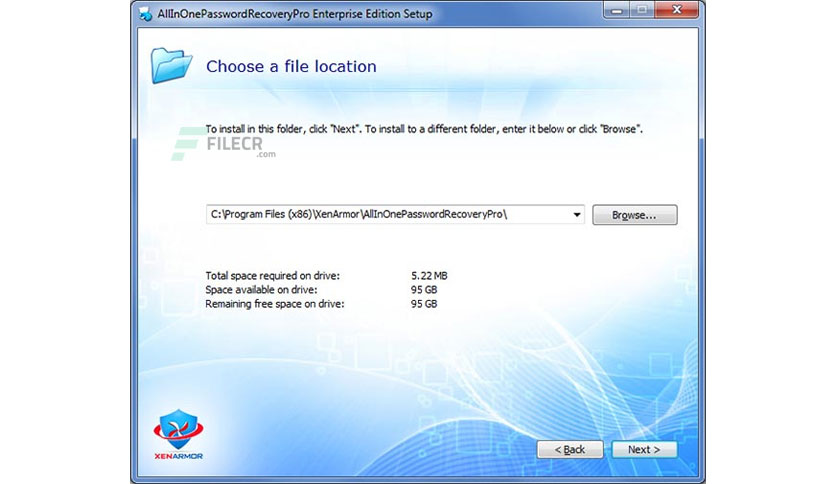 AllInOnePasswordRecoveryPro Enterprise Edition Setup
Choose a file location
To install in this folder, click "Next". To install to a different folder, enter it below or click "Browse".
FILECR
.com
C:\Program Files (x86)\XenArmor\AllInOnePasswordRecoveryPro\ Browse...
Total space required on drive: 5.22 MB
Space available on drive: 95 GB
Remaining free space on drive: 95 GB
XENARMOR
< Back Next >